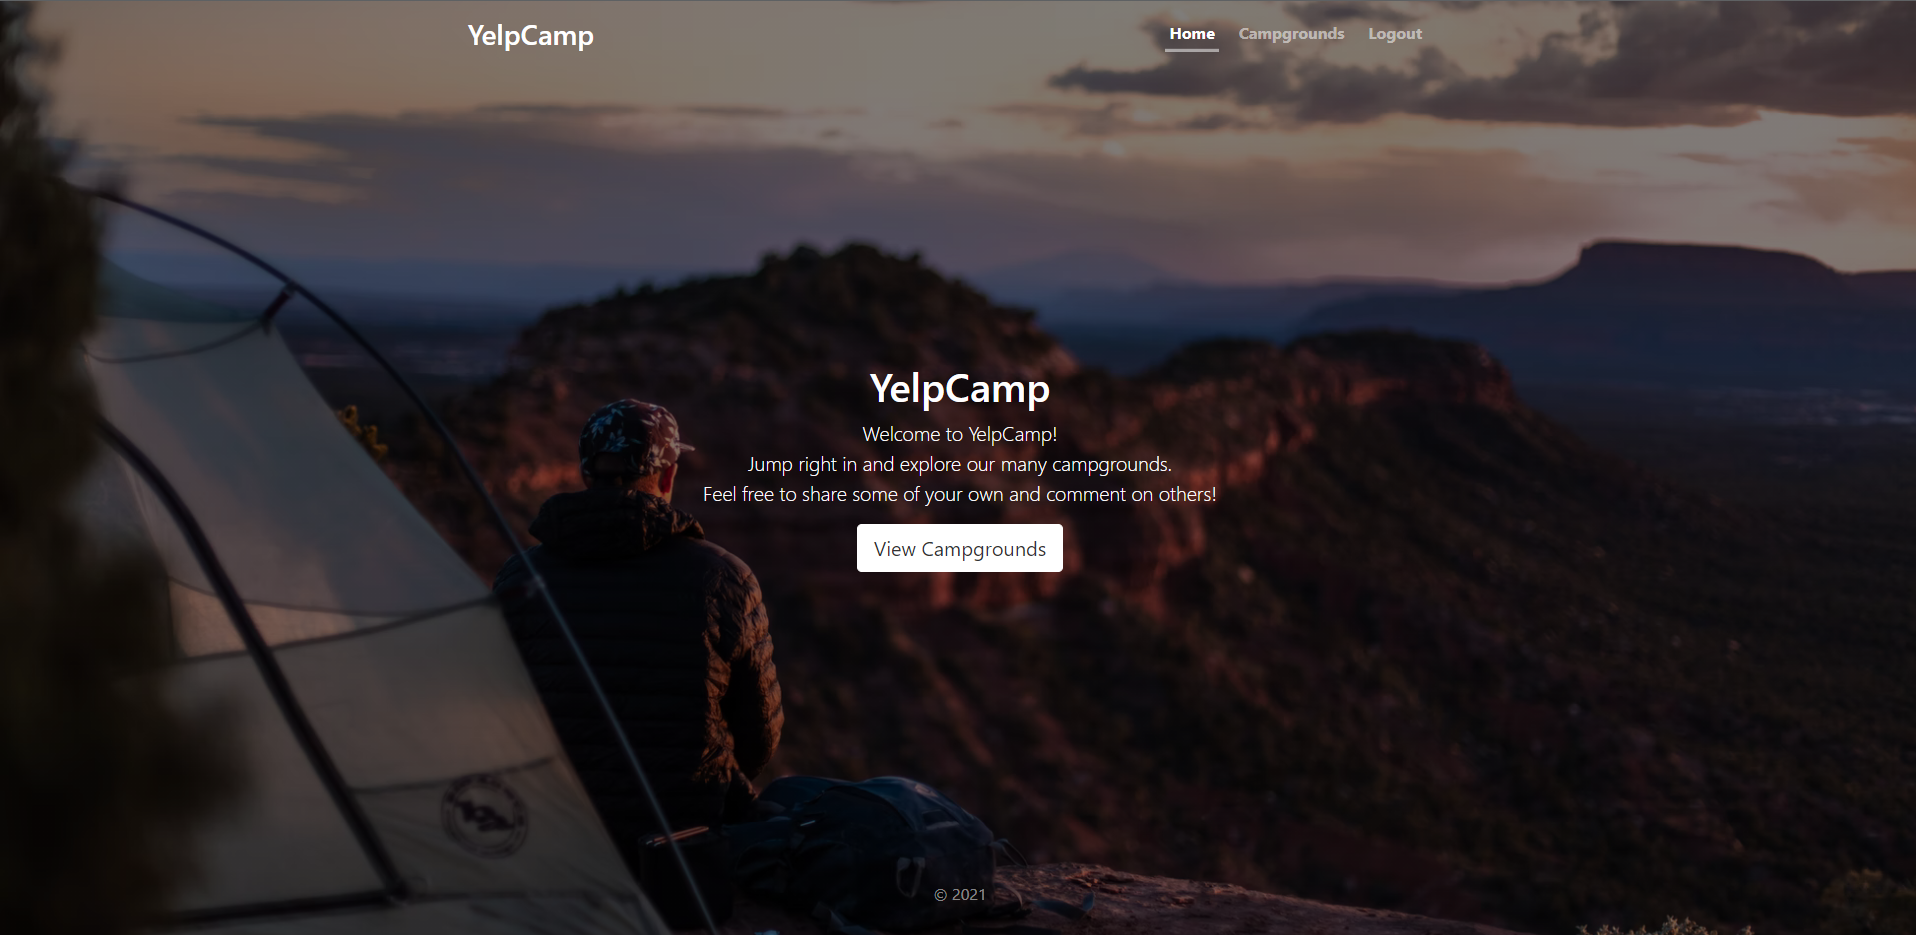 YelpCamp
Home Campgrounds Logout
YelpCamp
Welcome to YelpCamp!
Jump right in and explore our many campgrounds.
Feel free to share some of your own and comment on others!
View Campgrounds
© 2021